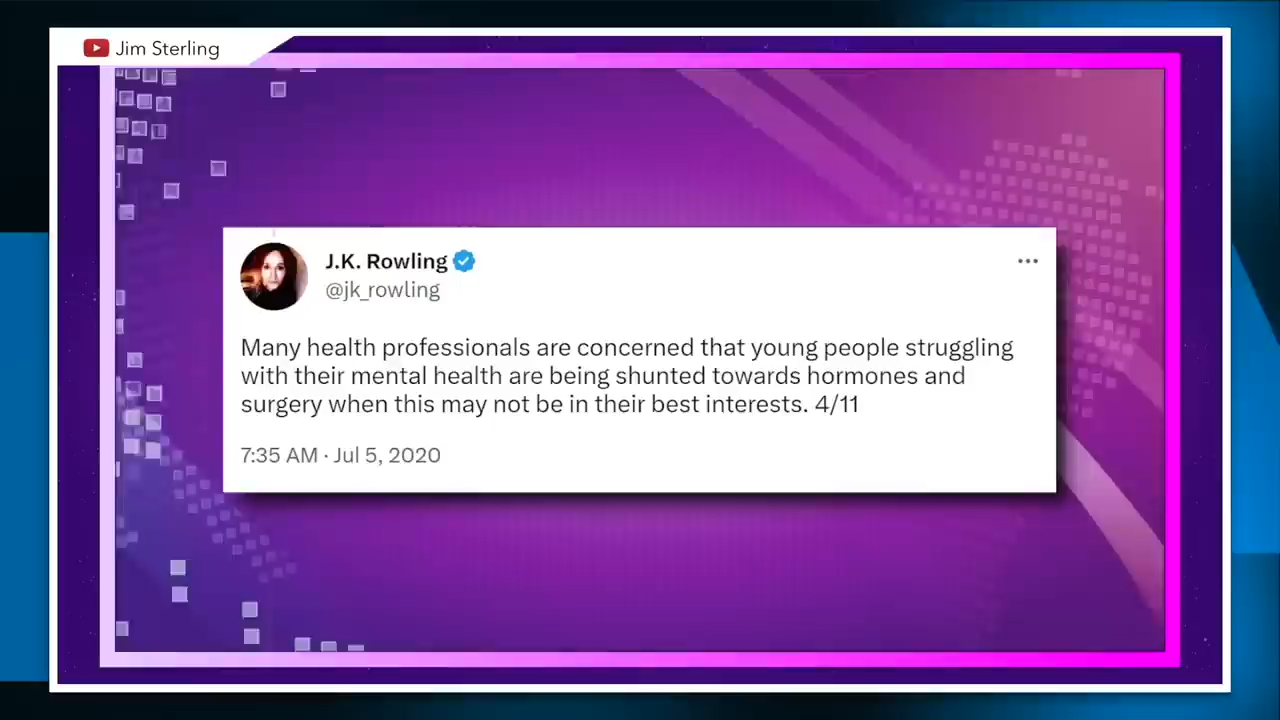 Jim Sterling
J.K. Rowling
@jk_rowling
Many health professionals are concerned that young people struggling
with their mental health are being shunted towards hormones and
surgery when this may not be in their best interests. 4/11
7:35 AM · Jul 5, 2020